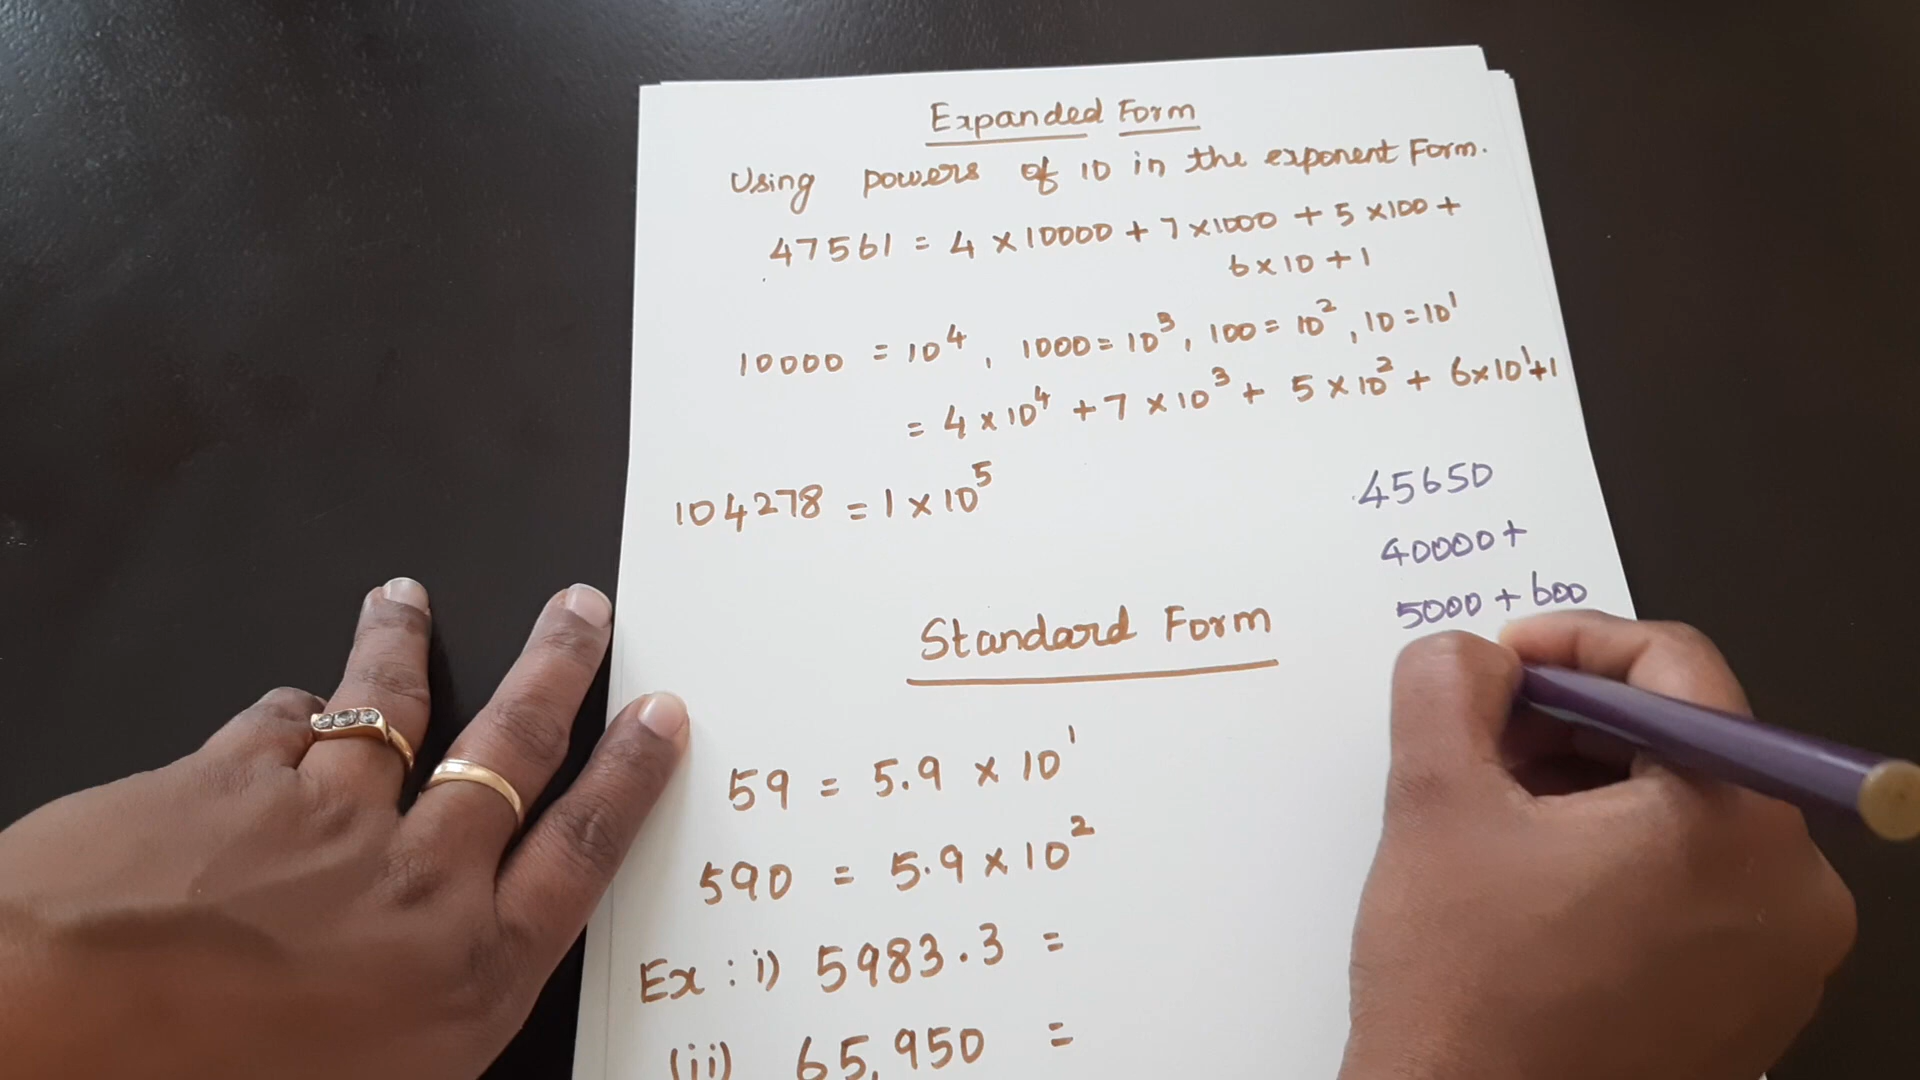 Expanded Form
Using powers of 10 in the exponent Form.
47561 = 4 × 10000 + 7 × 1000 + 5 × 100 +
6 × 10 + 1
10000 = 10⁴, 1000 = 10³, 100 = 10², 10 = 10¹
= 4 × 10⁴ + 7 × 10³ + 5 × 10² + 6 × 10¹ + 1
104278 = 1 × 10⁵
45650
40000 +
5000 + 600
Standard Form
59 = 5.9 × 10¹
590 = 5.9 × 10²
Ex : i) 5983.3 =
(ii) 65,950 =